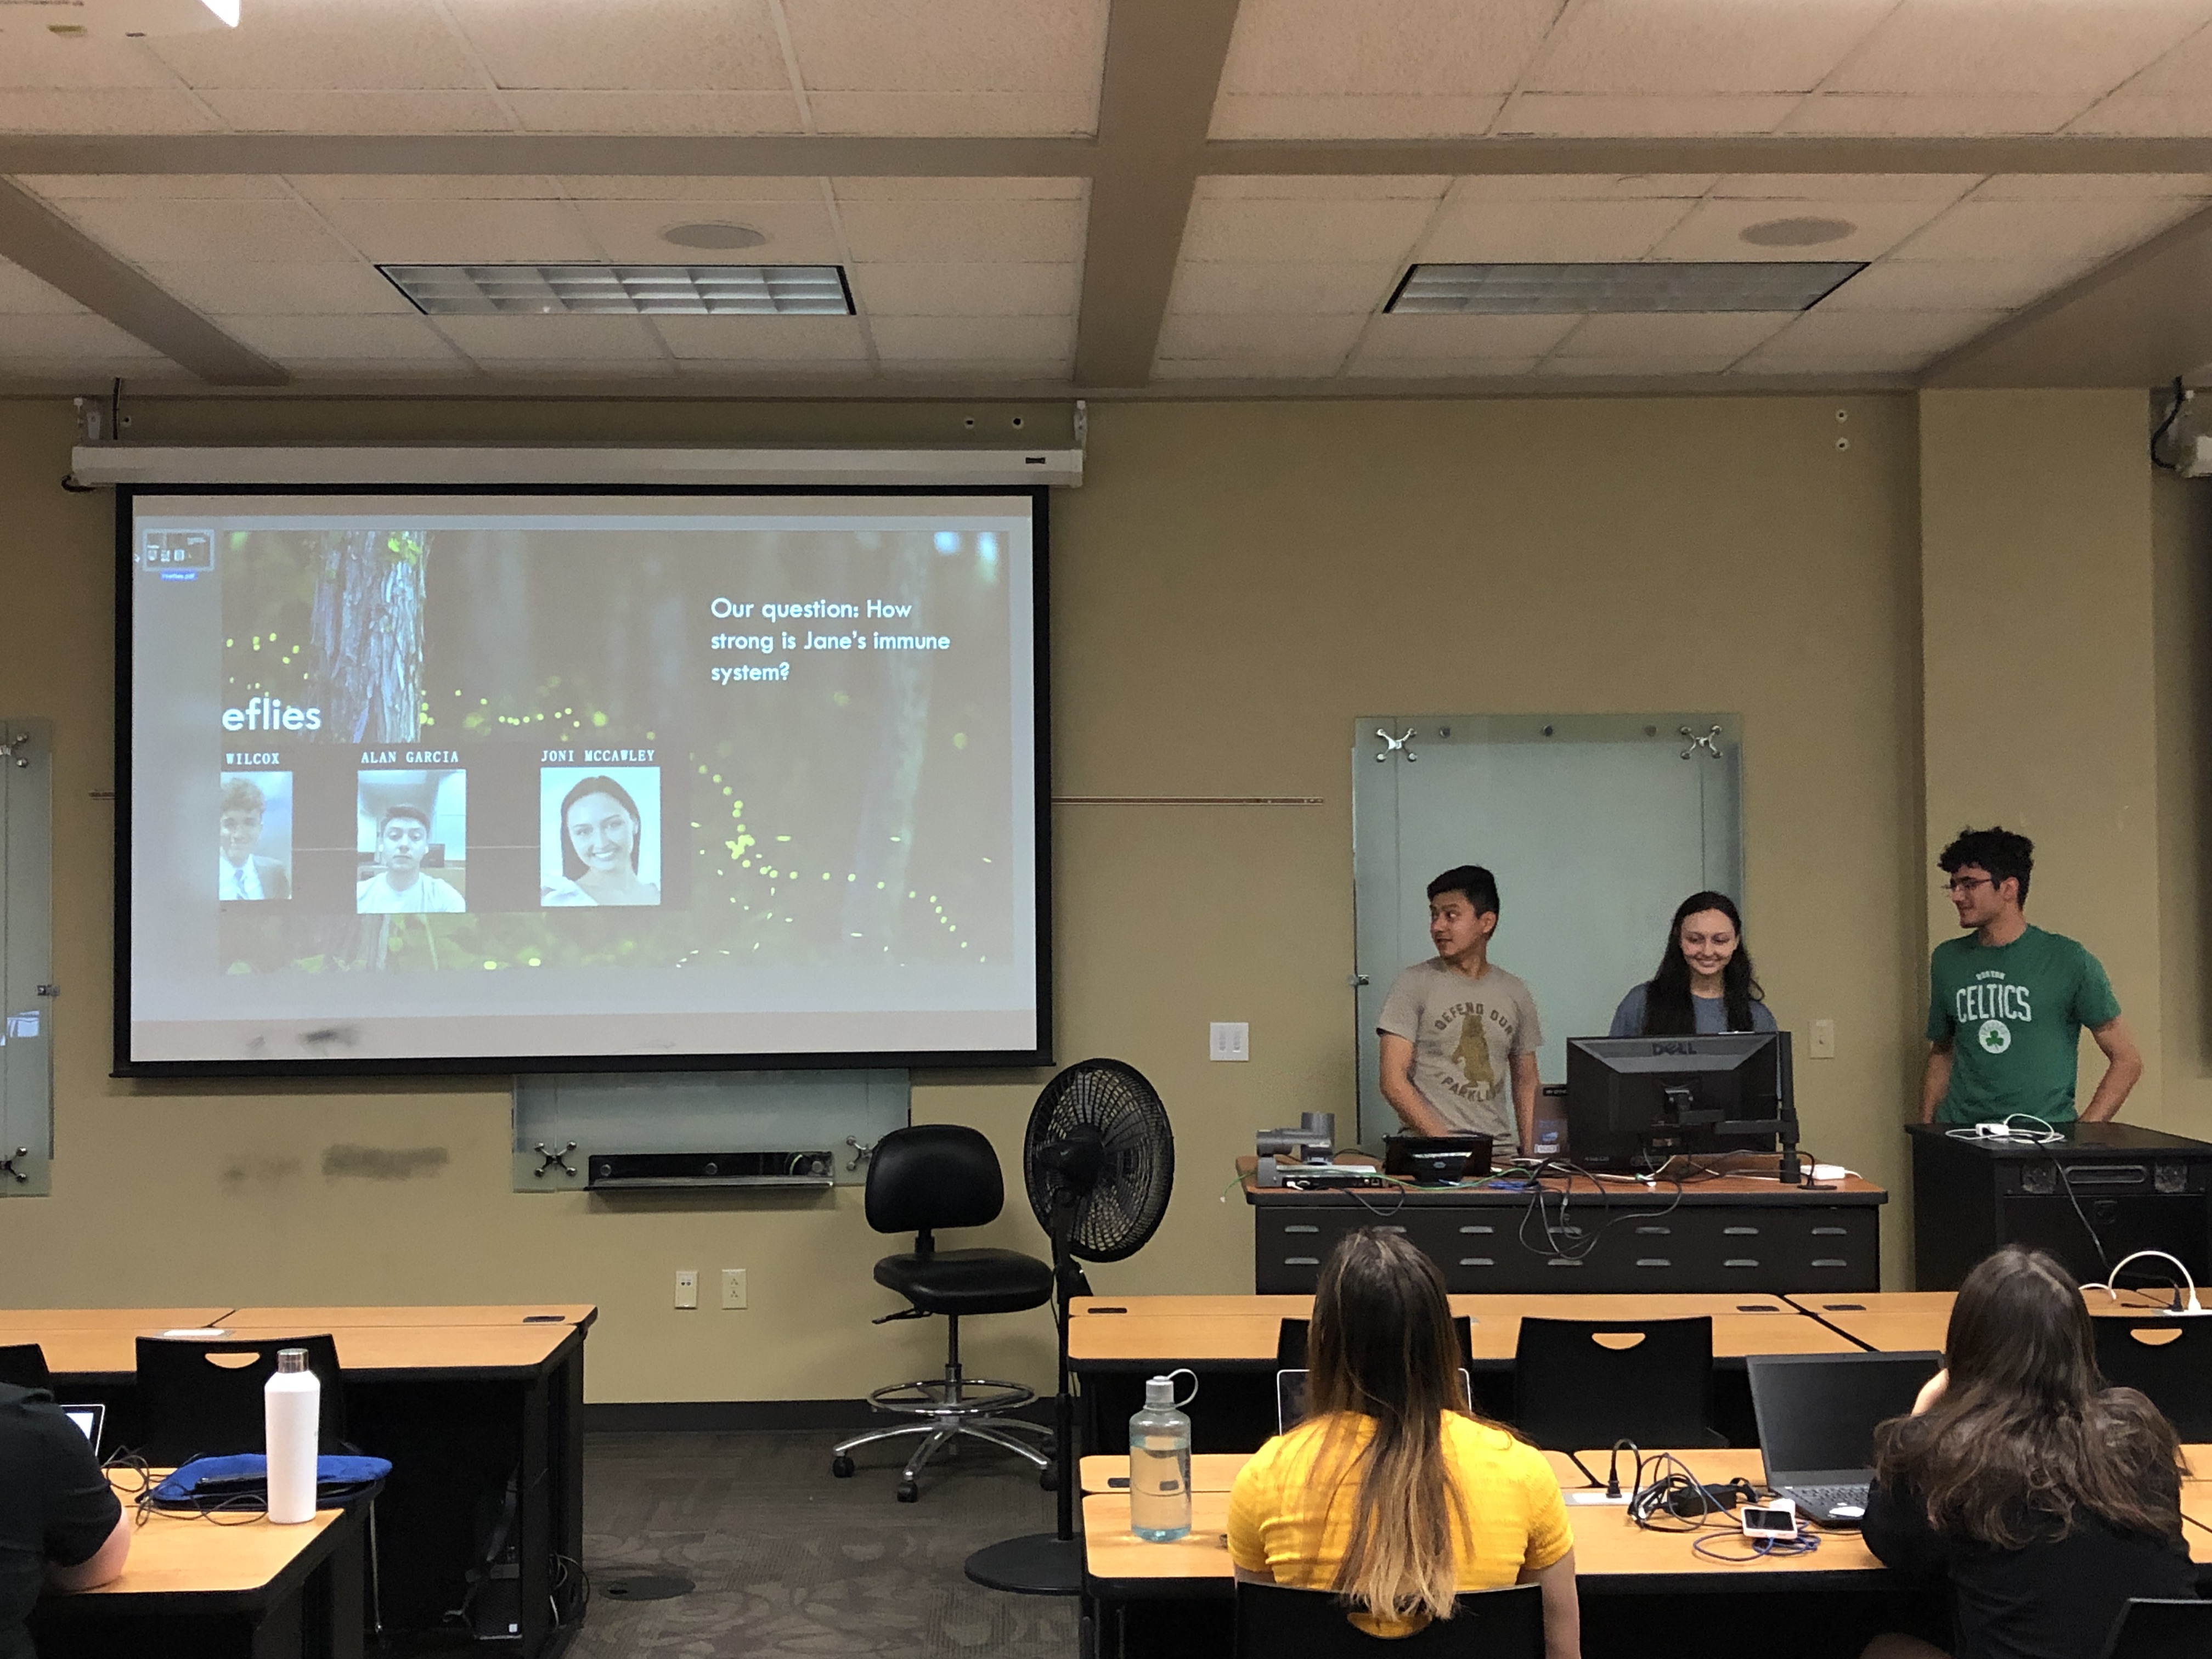 Our question: How
strong is Jane's immune
system?
eflies
WILCOX
ALAN GARCIA
JONI MCCAWLEY
DEFEND OUR
PARKL
DELL
BOSTON
CELTICS